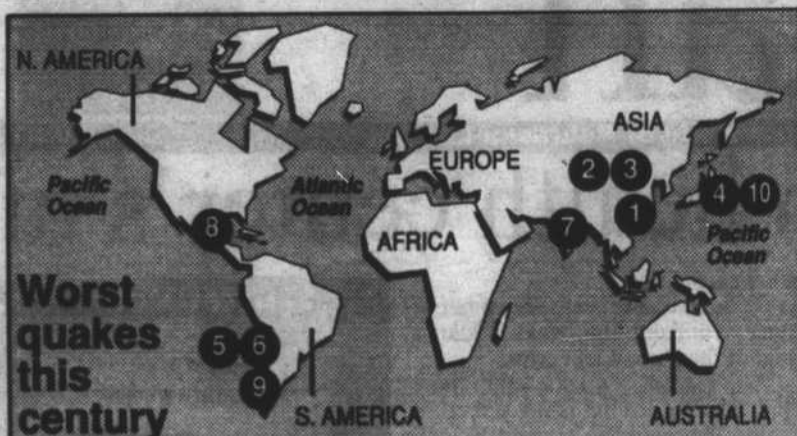 N. AMERICA
ASIA
EUROPE
2 3
Pacific
Ocean
Atlantic
Ocean
4 10
1
8
7
AFRICA
Pacific
Ocean
Worst
quakes
this
century
5 6
9
S. AMERICA
AUSTRALIA